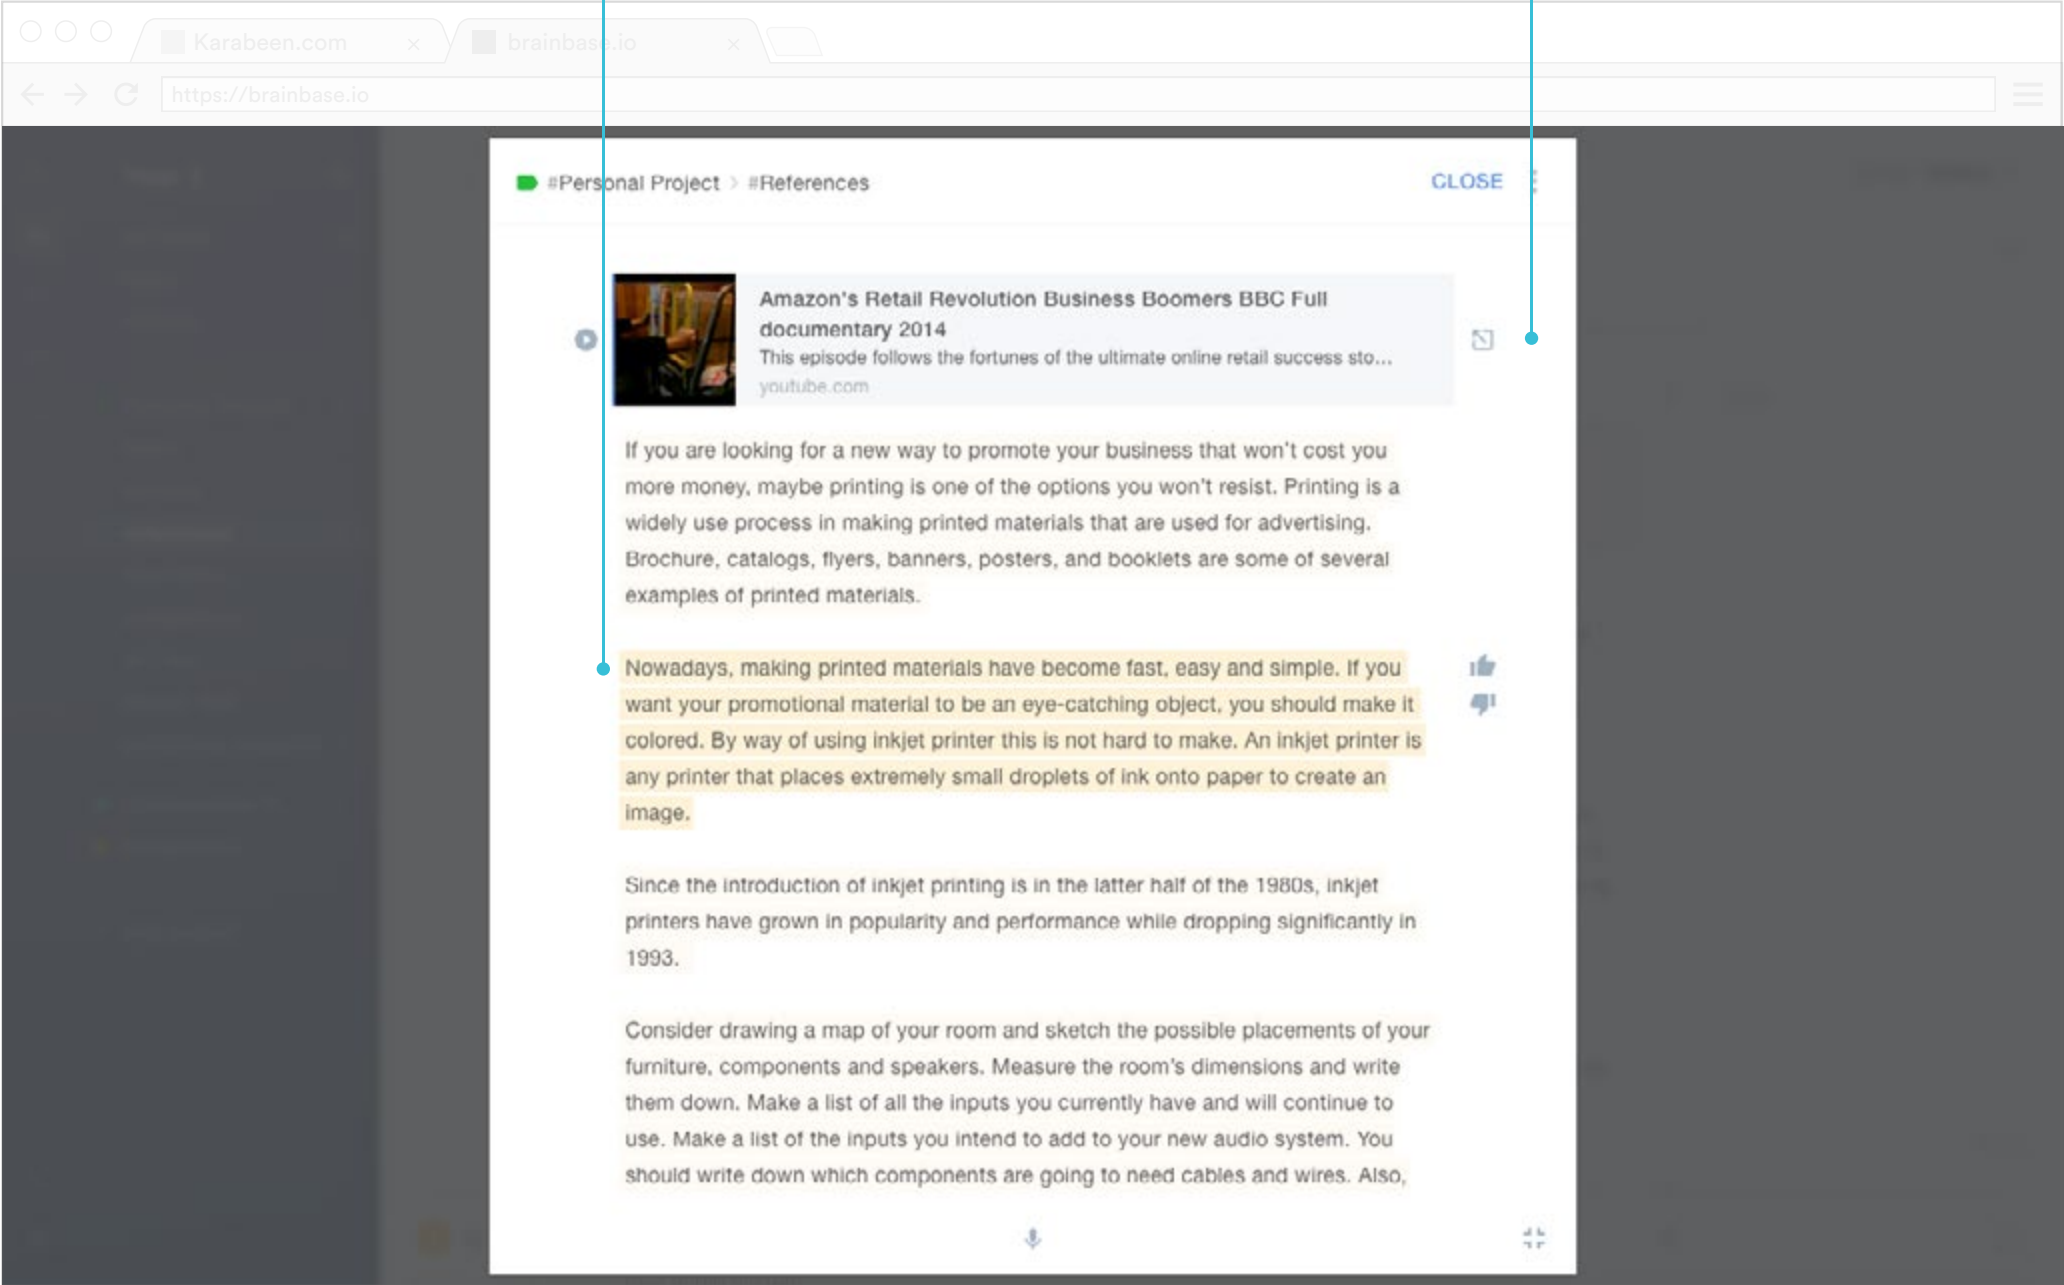 Karabeen.com
brainbase.io
https://brainbase.io
#Personal Project > #References
CLOSE
Amazon's Retail Revolution Business Boomers BBC Full
documentary 2014
This episode follows the fortunes of the ultimate online retail success sto...
youtube.com
If you are looking for a new way to promote your business that won't cost you
more money, maybe printing is one of the options you won't resist. Printing is a
widely use process in making printed materials that are used for advertising.
Brochure, catalogs, flyers, banners, posters, and booklets are some of several
examples of printed materials.
Nowadays, making printed materials have become fast, easy and simple. If you
want your promotional material to be an eye-catching object, you should make it
colored. By way of using inkjet printer this is not hard to make. An inkjet printer is
any printer that places extremely small droplets of ink onto paper to create an
image.
Since the introduction of inkjet printing is in the latter half of the 1980s, inkjet
printers have grown in popularity and performance while dropping significantly in
1993.
Consider drawing a map of your room and sketch the possible placements of your
furniture, components and speakers. Measure the room's dimensions and write
them down. Make a list of all the inputs you currently have and will continue to
use. Make a list of the inputs you intend to add to your new audio system. You
should write down which components are going to need cables and wires. Also,